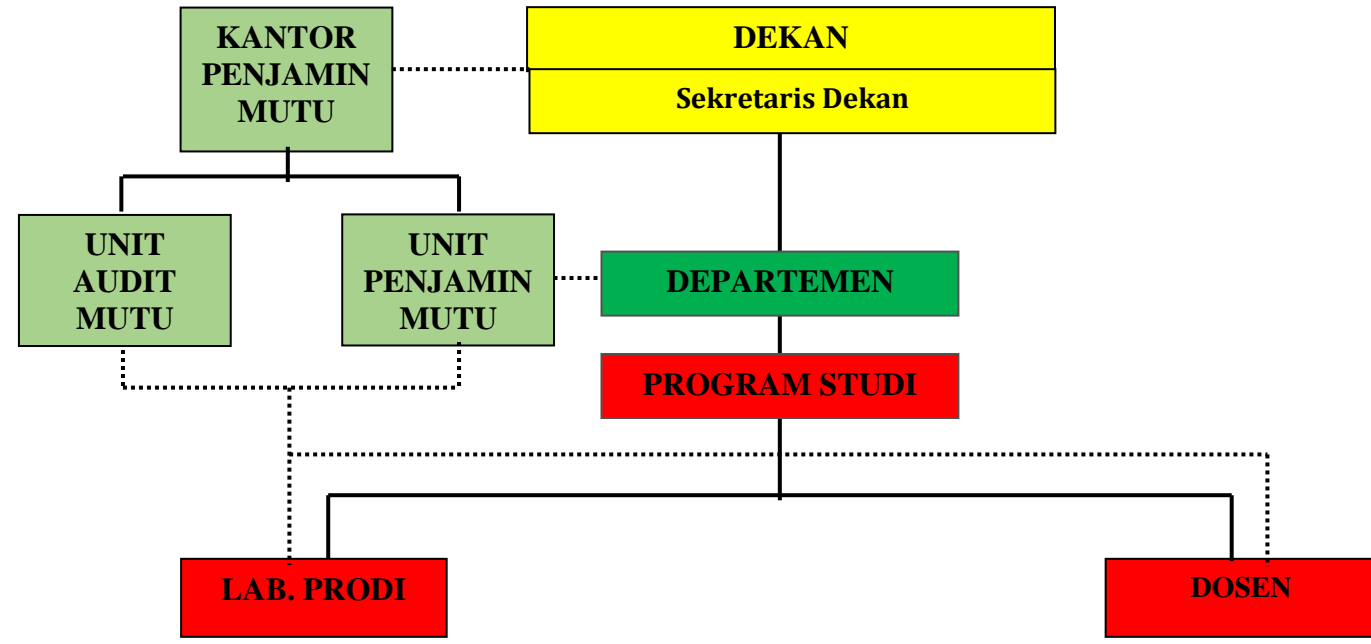 KANTOR
PENJAMIN
MUTU
DEKAN
Sekretaris Dekan
UNIT
AUDIT
MUTU
UNIT
PENJAMIN
MUTU
DEPARTEMEN
PROGRAM STUDI
LAB. PRODI
DOSEN